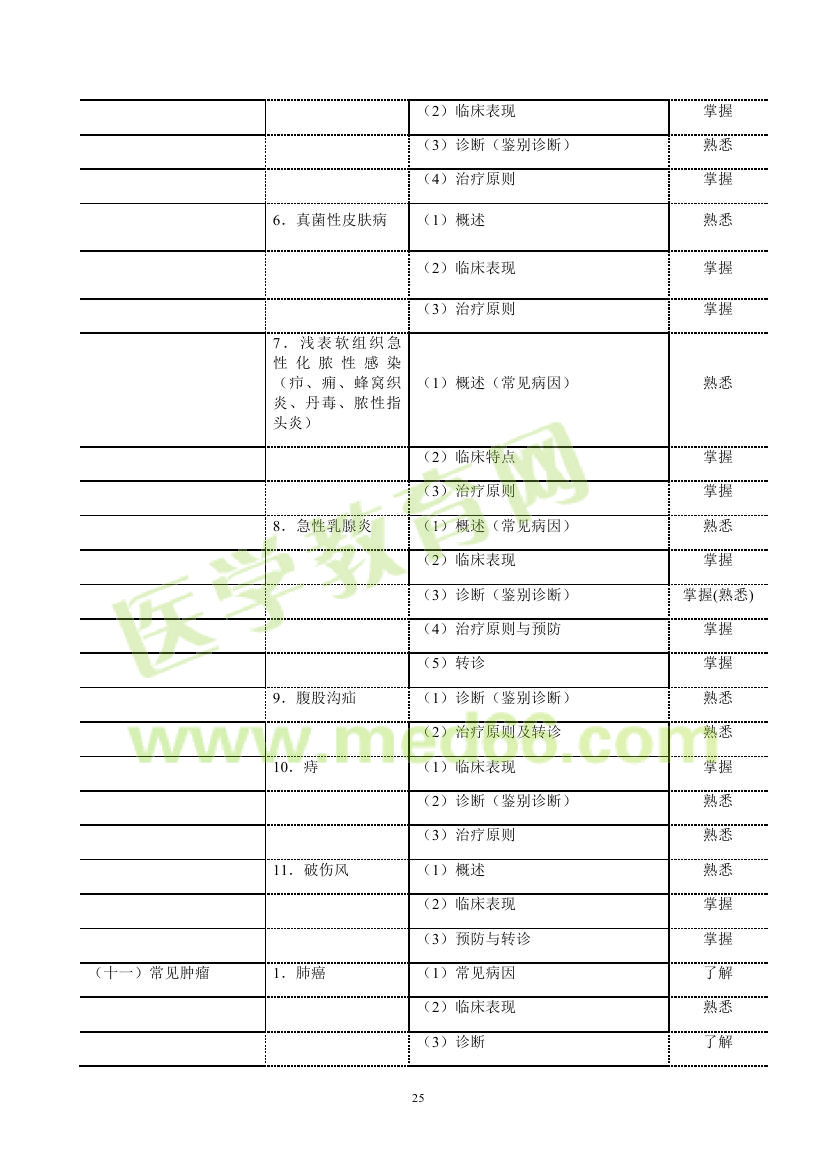 （2）临床表现 掌握
（3）诊断（鉴别诊断） 熟悉
（4）治疗原则 掌握
6．真菌性皮肤病 （1）概述 熟悉
（2）临床表现 掌握
（3）治疗原则 掌握
7．浅表软组织急
性化脓性感染
（疖、痈、蜂窝织 （1）概述（常见病因） 熟悉
炎、丹毒、脓性指
头炎）
（2）临床特点 掌握
（3）治疗原则 掌握
8．急性乳腺炎 （1）概述（常见病因） 熟悉
（2）临床表现 掌握
（3）诊断（鉴别诊断） 掌握(熟悉)
（4）治疗原则与预防 掌握
（5）转诊 掌握
9．腹股沟疝 （1）诊断（鉴别诊断） 熟悉
（2）治疗原则及转诊 熟悉
10．痔 （1）临床表现 掌握
（2）诊断（鉴别诊断） 熟悉
（3）治疗原则 熟悉
11．破伤风 （1）概述 熟悉
（2）临床表现 掌握
（3）预防与转诊 掌握
（十一）常见肿瘤 1．肺癌 （1）常见病因 了解
（2）临床表现 熟悉
（3）诊断 了解
医学教育网
www.med66.com
25